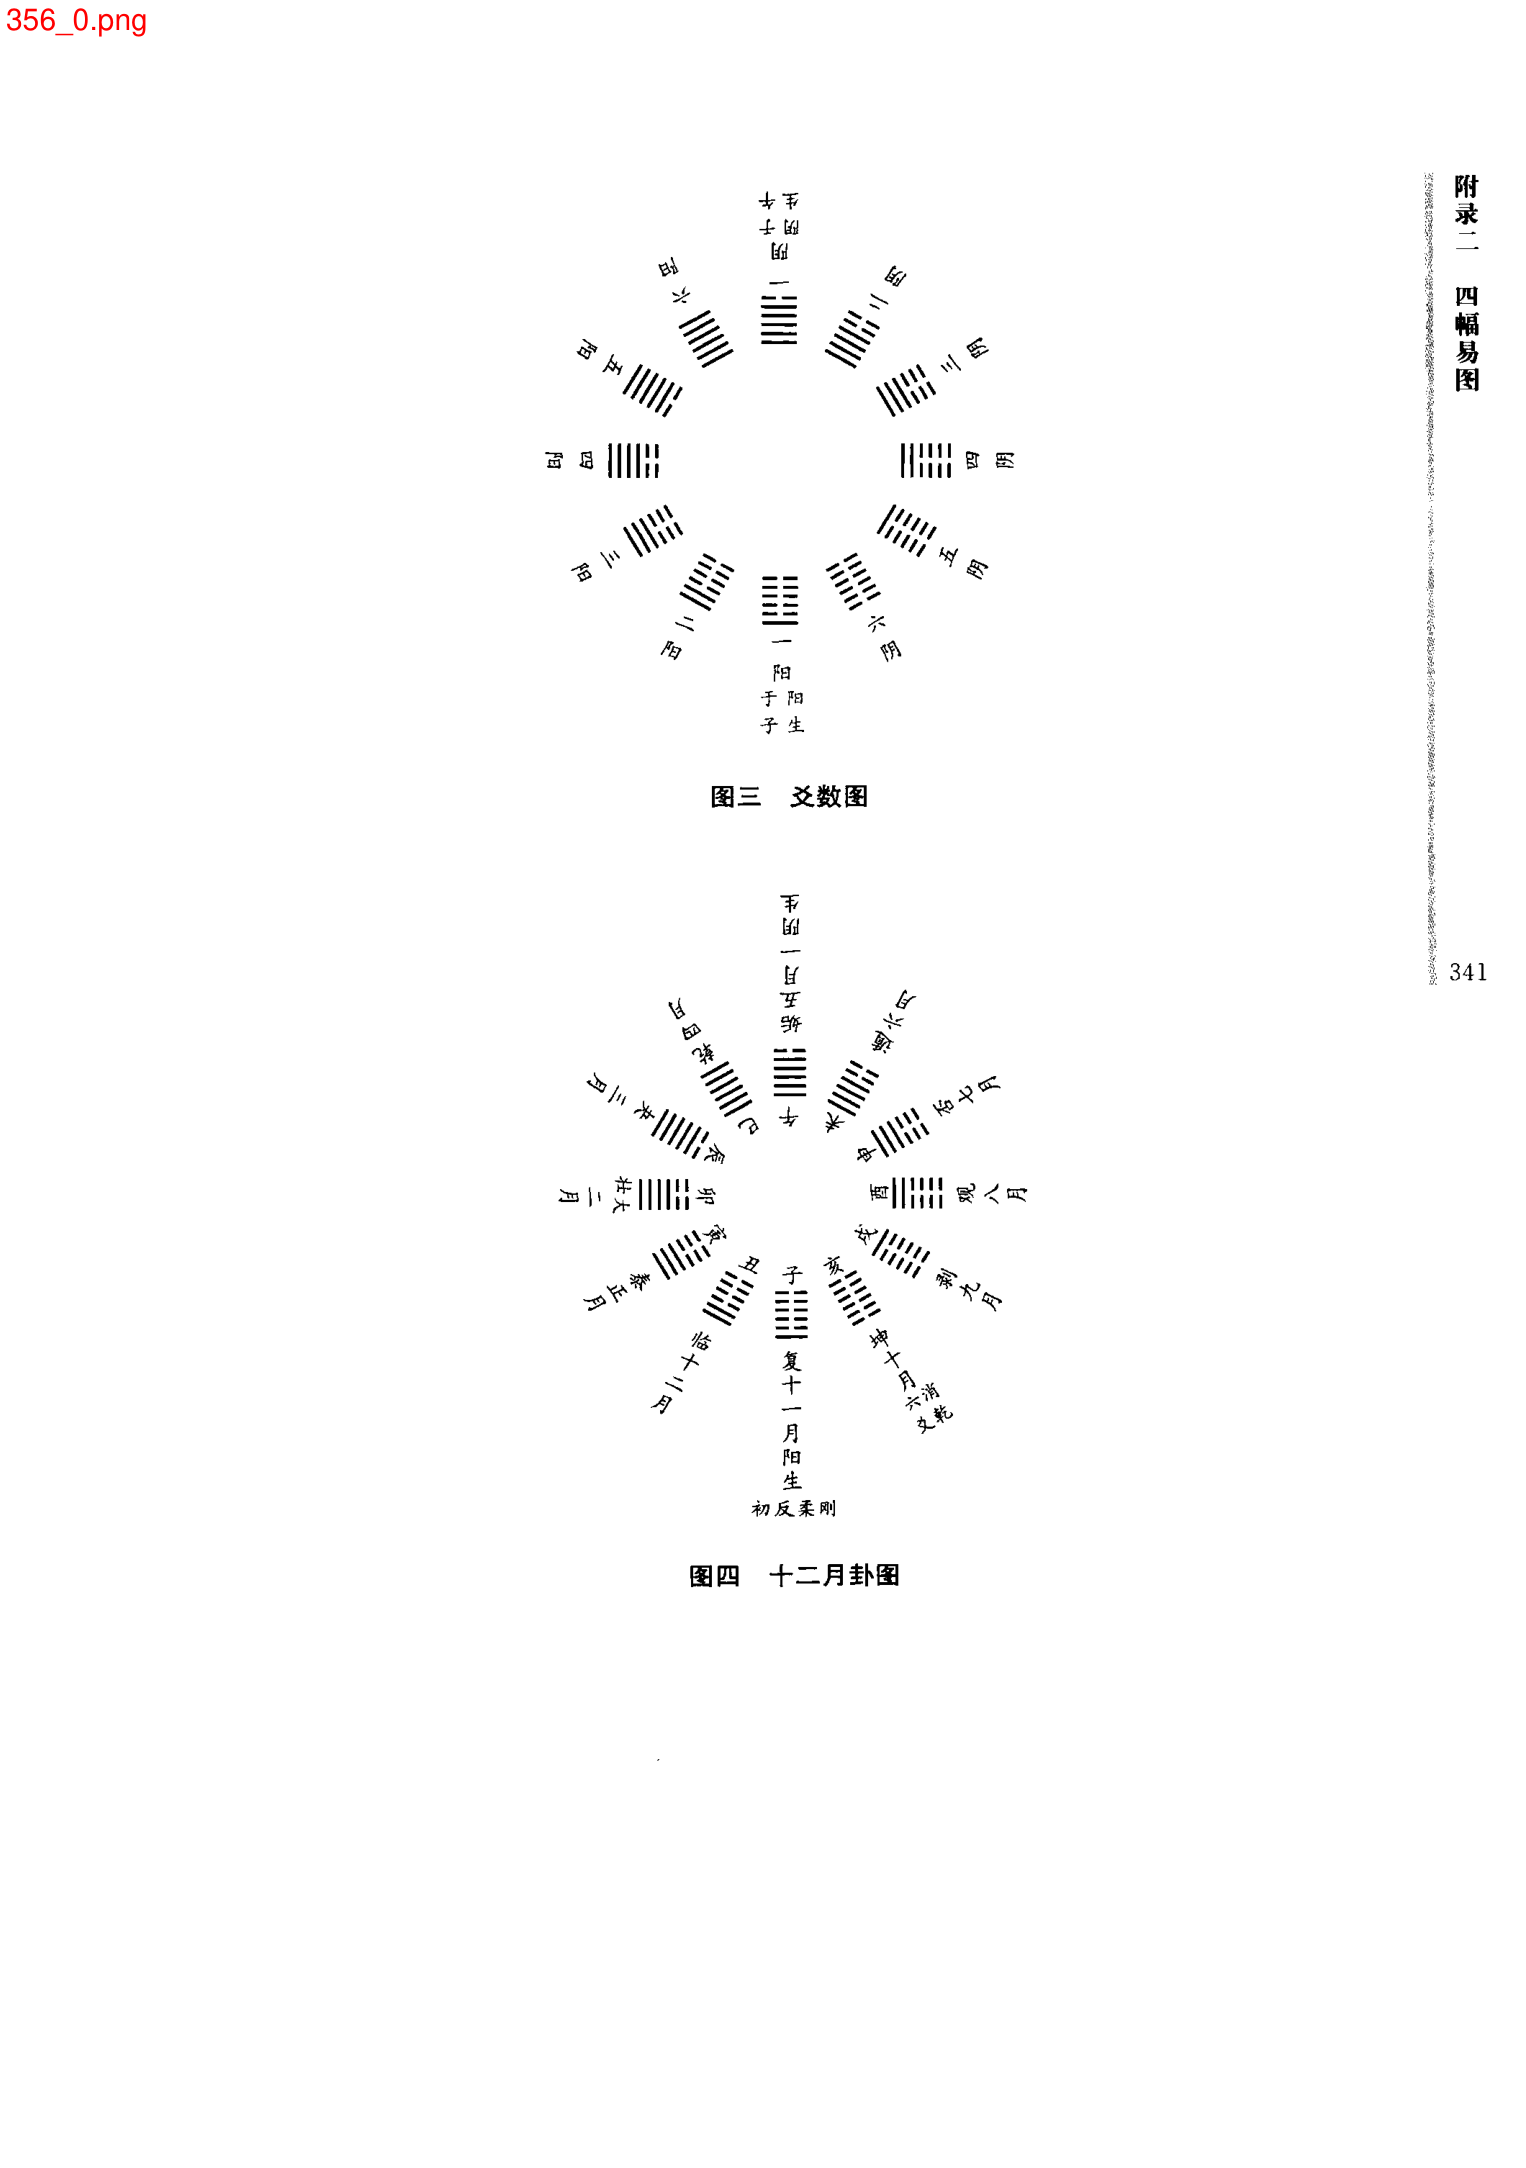 356_0.png
附录二 四幅易图
341
一阴
阴生
于午
二阴
三阴
四阴
五阴
六阴
一阳
阳生
于子
二阳
三阳
四阳
五阳
六阳
图三 爻数图
午
姤五月一阴生
未
遁六月
申
否七月
酉
观八月
戌
剥九月
亥
坤十月
消乾
六爻
子
复十一月阳生
初反柔刚
丑
临十二月
寅
泰正月
卯
大壮
二月
辰
夬三月
巳
乾四月
图四 十二月卦图